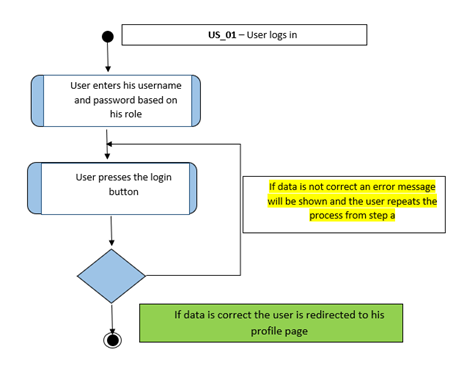 US_01 – User logs in
User enters his username
and password based on
his role
User presses the login
button
If data is not correct an error message
will be shown and the user repeats the
process from step a
If data is correct the user is redirected to his
profile page